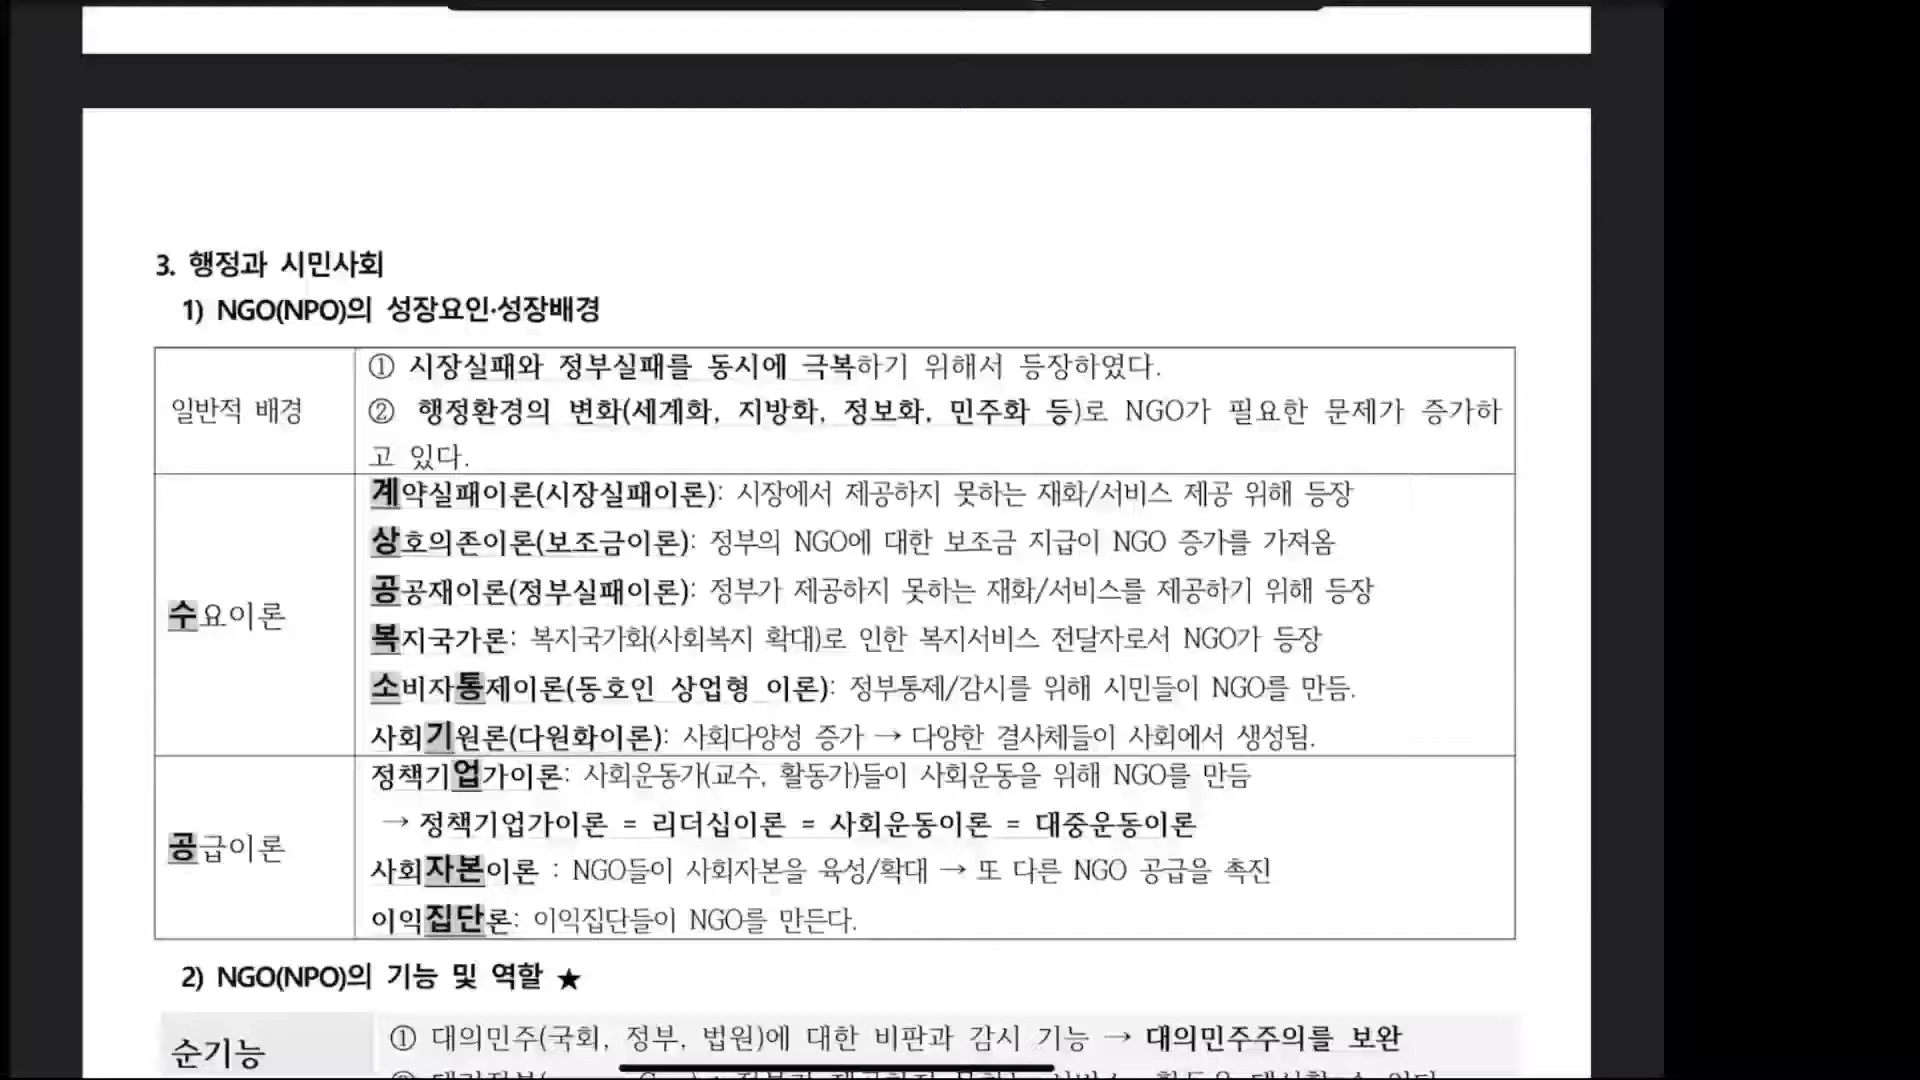 3. 행정과 시민사회
1) NGO(NPO)의 성장요인·성장배경
일반적 배경
① 시장실패와 정부실패를 동시에 극복하기 위해서 등장하였다.
② 행정환경의 변화(세계화, 지방화, 정보화, 민주화 등)로 NGO가 필요한 문제가 증가하
고 있다.
수요이론
계약실패이론(시장실패이론): 시장에서 제공하지 못하는 재화/서비스 제공 위해 등장
상호의존이론(보조금이론): 정부의 NGO에 대한 보조금 지급이 NGO 증가를 가져옴
공공재이론(정부실패이론): 정부가 제공하지 못하는 재화/서비스를 제공하기 위해 등장
복지국가론: 복지국가화(사회복지 확대)로 인한 복지서비스 전달자로서 NGO가 등장
소비자통제이론(동호인 상업형 이론): 정부통제/감시를 위해 시민들이 NGO를 만듬.
사회기원론(다원화이론): 사회다양성 증가 → 다양한 결사체들이 사회에서 생성됨.
공급이론
정책기업가이론: 사회운동가(교수, 활동가)들이 사회운동을 위해 NGO를 만듬
→ 정책기업가이론 = 리더십이론 = 사회운동이론 = 대중운동이론
사회자본이론 : NGO들이 사회자본을 육성/확대 → 또 다른 NGO 공급을 촉진
이익집단론: 이익집단들이 NGO를 만든다.
2) NGO(NPO)의 기능 및 역할 ★
순기능
① 대의민주(국회, 정부, 법원)에 대한 비판과 감시 기능 → 대의민주주의를 보완